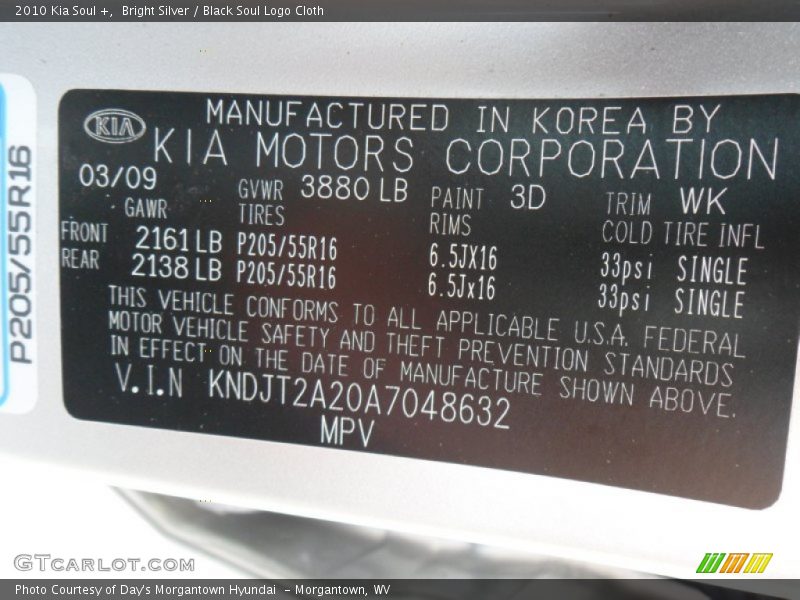 2010 Kia Soul +,  Bright Silver / Black Soul Logo Cloth
P205/55R16
KIA MANUFACTURED IN KOREA BY
KIA MOTORS CORPORATION
03/09 GVWR 3880 LB PAINT 3D TRIM WK
GAWR TIRES RIMS COLD TIRE INFL
FRONT 2161 LB P205/55R16 6.5JX16 33psi SINGLE
REAR 2138 LB P205/55R16 6.5Jx16 33psi SINGLE
THIS VEHICLE CONFORMS TO ALL APPLICABLE U.S.A. FEDERAL
MOTOR VEHICLE SAFETY AND THEFT PREVENTION STANDARDS
IN EFFECT ON THE DATE OF MANUFACTURE SHOWN ABOVE.
V.I.N KNDJT2A20A7048632
MPV
GTcarlot.com
Photo Courtesy of Day's Morgantown Hyundai  - Morgantown, WV